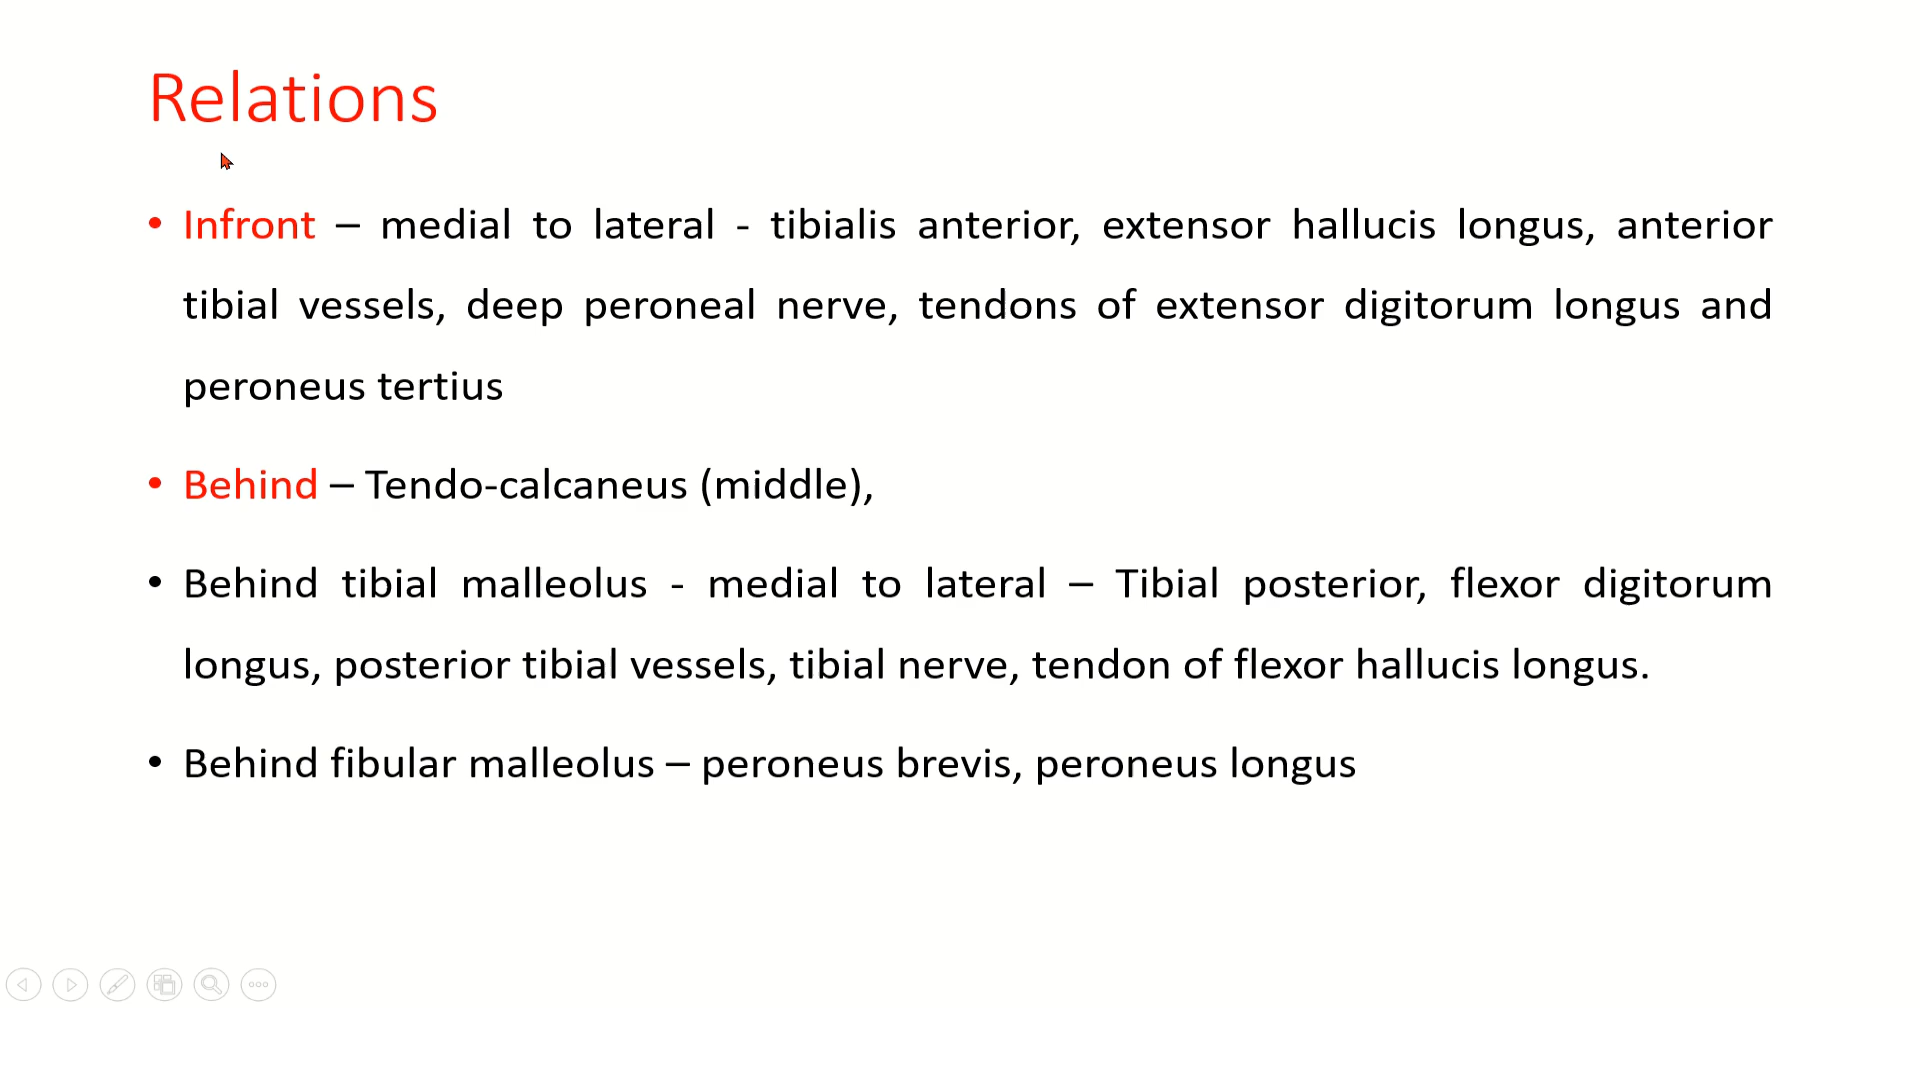 Relations
• Infront – medial to lateral - tibialis anterior, extensor hallucis longus, anterior
tibial vessels, deep peroneal nerve, tendons of extensor digitorum longus and
peroneus tertius
• Behind – Tendo-calcaneus (middle),
• Behind tibial malleolus - medial to lateral – Tibial posterior, flexor digitorum
longus, posterior tibial vessels, tibial nerve, tendon of flexor hallucis longus.
• Behind fibular malleolus – peroneus brevis, peroneus longus